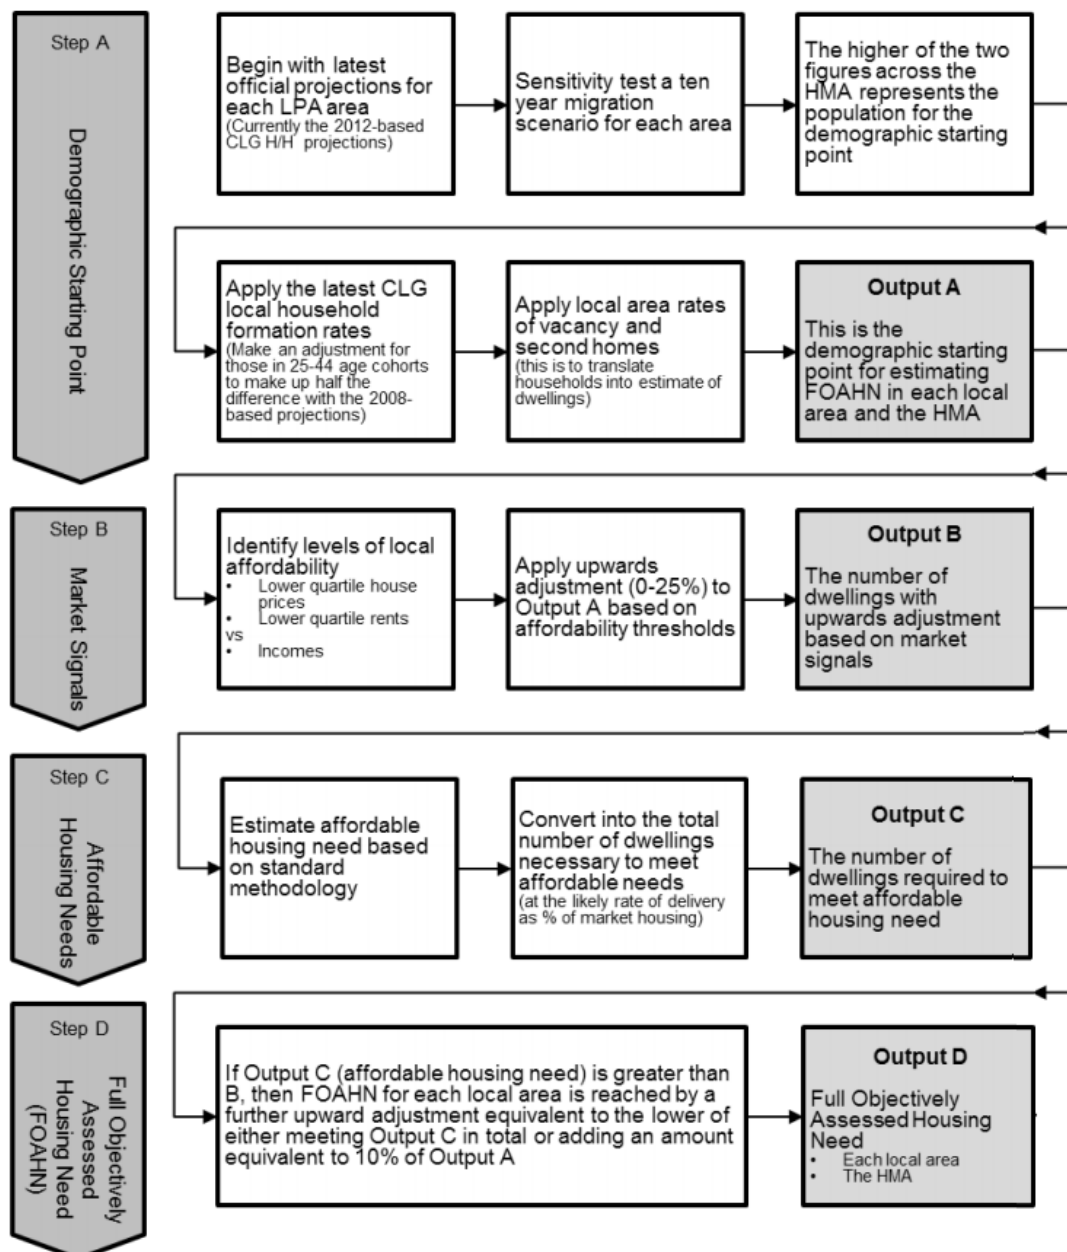 Step A
Demographic Starting Point
Begin with latest
official projections for
each LPA area
(Currently the 2012-based
CLG H/H projections)
Sensitivity test a ten
year migration
scenario for each area
The higher of the two
figures across the
HMA represents the
population for the
demographic starting
point
Apply the latest CLG
local household
formation rates
(Make an adjustment for
those in 25-44 age cohorts
to make up half the
difference with the 2008-
based projections)
Apply local area rates
of vacancy and
second homes
(this is to translate
households into estimate of
dwellings)
Output A
This is the
demographic starting
point for estimating
FOAHN in each local
area and the HMA
Step B
Market Signals
Identify levels of local
affordability
• Lower quartile house
prices
• Lower quartile rents
vs
• Incomes
Apply upwards
adjustment (0-25%) to
Output A based on
affordability thresholds
Output B
The number of
dwellings with
upwards adjustment
based on market
signals
Step C
Affordable
Housing Needs
Estimate affordable
housing need based
on standard
methodology
Convert into the total
number of dwellings
necessary to meet
affordable needs
(at the likely rate of delivery
as % of market housing)
Output C
The number of
dwellings required to
meet affordable
housing need
Step D
Full Objectively
Assessed
Housing Need
(FOAHN)
If Output C (affordable housing need) is greater than
B, then FOAHN for each local area is reached by a
further upward adjustment equivalent to the lower of
either meeting Output C in total or adding an amount
equivalent to 10% of Output A
Output D
Full Objectively
Assessed Housing
Need
• Each local area
• The HMA